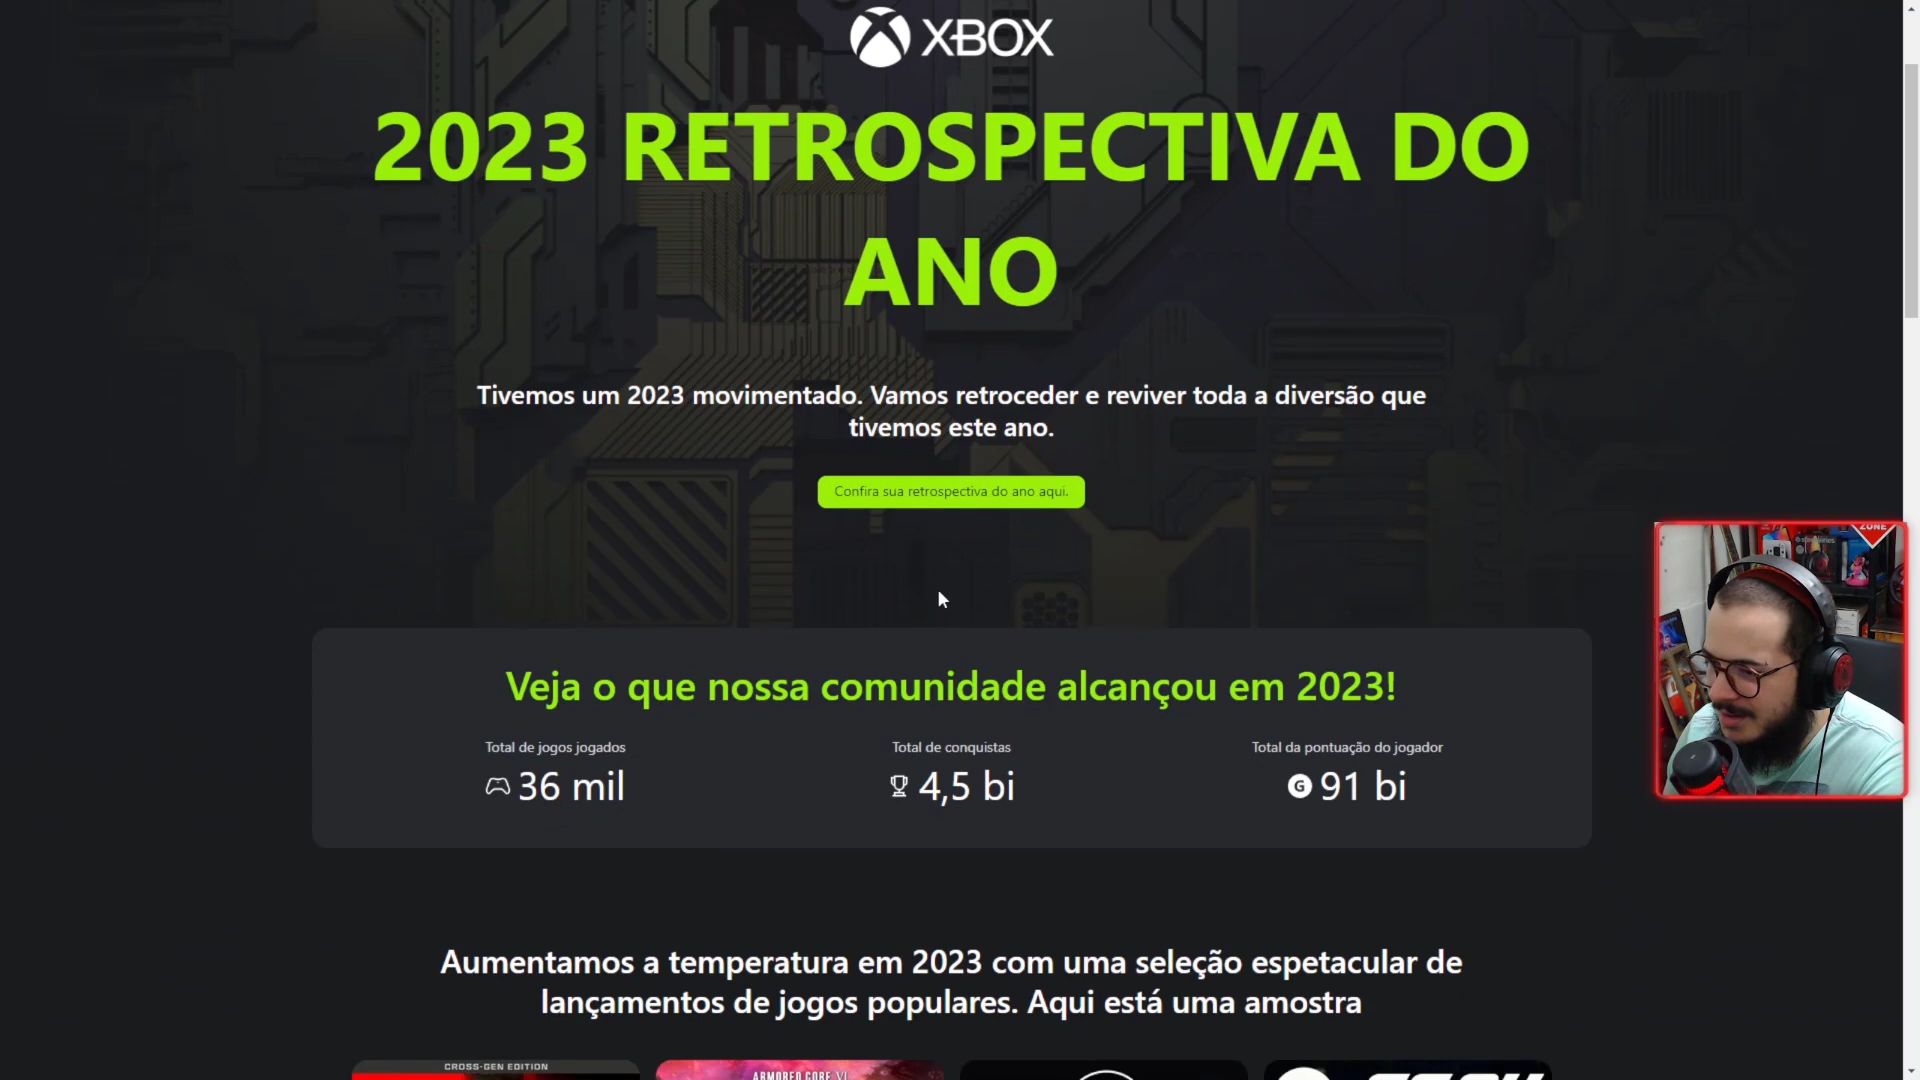 XBOX
2023 RETROSPECTIVA DO
ANO
Tivemos um 2023 movimentado. Vamos retroceder e reviver toda a diversão que
tivemos este ano.
Confira sua retrospectiva do ano aqui.
ZONE
steelseries
Veja o que nossa comunidade alcançou em 2023!
Total de jogos jogados
36 mil
Total de conquistas
4,5 bi
Total da pontuação do jogador
G 91 bi
Aumentamos a temperatura em 2023 com uma seleção espetacular de
lançamentos de jogos populares. Aqui está uma amostra
CROSS-GEN EDITION
ARMORED CORE VI